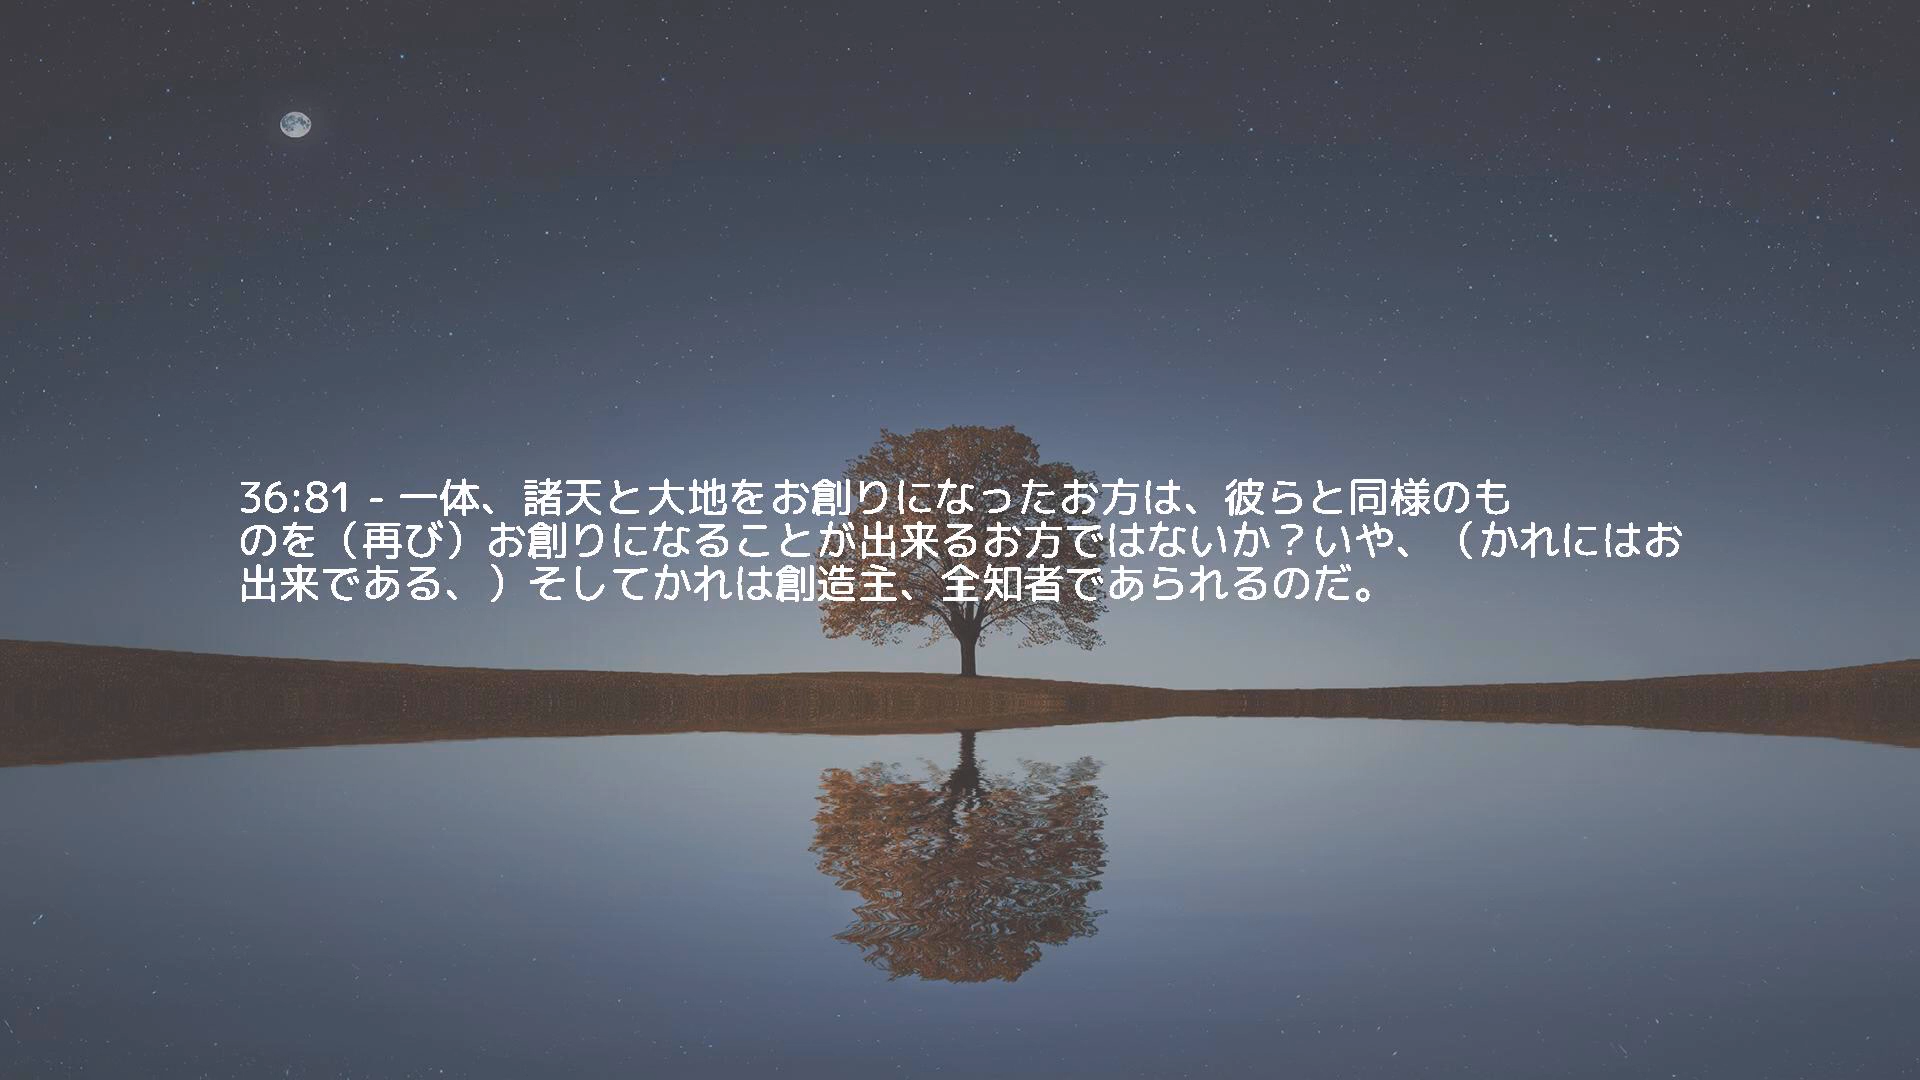 36:81 - 一体、諸天と大地をお創りになったお方は、彼らと同様のも
のを（再び）お創りになることが出来るお方ではないか？いや、（かれにはお
出来である、）そしてかれは創造主、全知者であられるのだ。